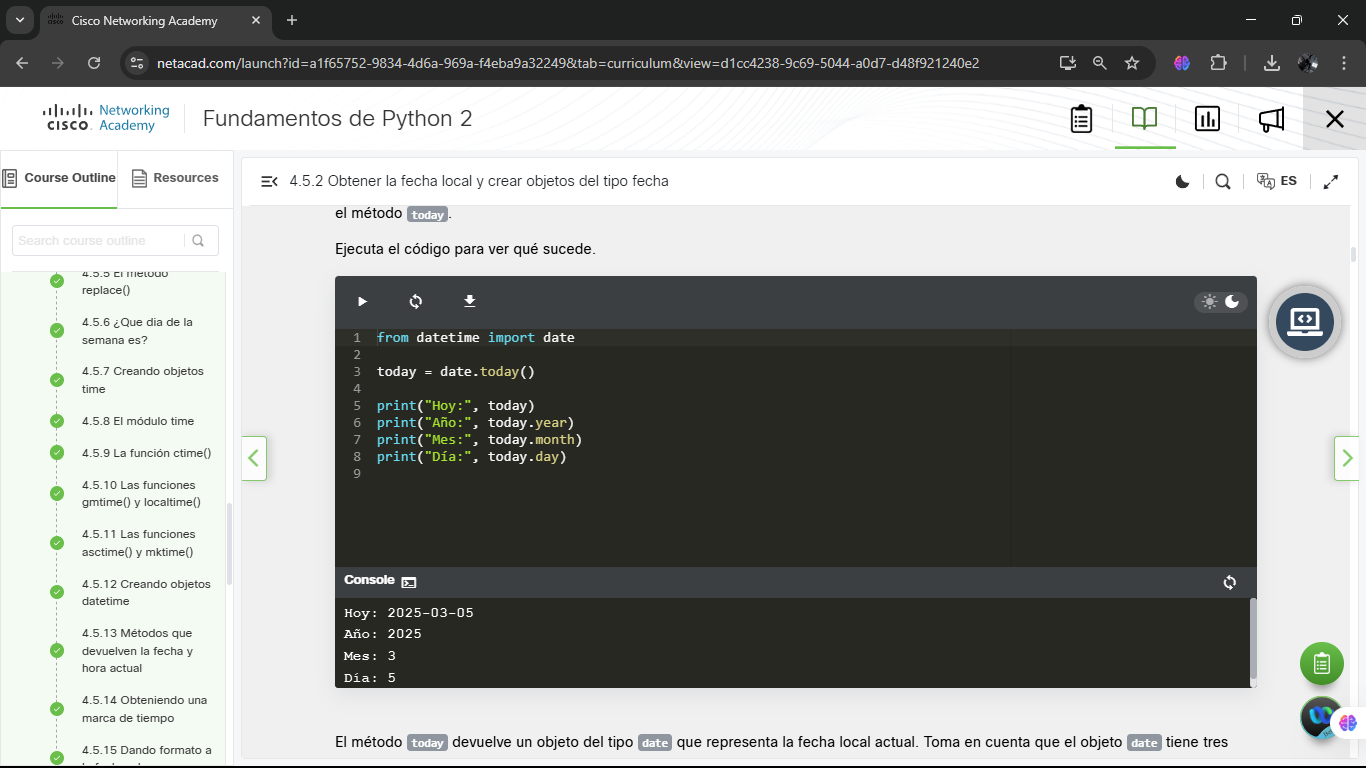 Cisco Networking Academy
netacad.com/launch?id=a1f65752-9834-4d6a-969a-f4eba9a32249&tab=curriculum&view=d1cc4238-9c69-5044-a0d7-d48f921240e2
CISCO Networking Academy
Fundamentos de Python 2
Course Outline
Resources
Search course outline
4.5.5 El método
replace()
4.5.6 ¿Que dia de la
semana es?
4.5.7 Creando objetos
time
4.5.8 El módulo time
4.5.9 La función ctime()
4.5.10 Las funciones
gmtime() y localtime()
4.5.11 Las funciones
asctime() y mktime()
4.5.12 Creando objetos
datetime
4.5.13 Métodos que
devuelven la fecha y
hora actual
4.5.14 Obteniendo una
marca de tiempo
4.5.15 Dando formato a
4.5.2 Obtener la fecha local y crear objetos del tipo fecha
ES
el método today.
Ejecuta el código para ver qué sucede.
1 from datetime import date
2
3 today = date.today()
4
5 print("Hoy:", today)
6 print("Año:", today.year)
7 print("Mes:", today.month)
8 print("Día:", today.day)
9
Console
Hoy: 2025-03-05
Año: 2025
Mes: 3
Día: 5
El método today devuelve un objeto del tipo date que representa la fecha local actual. Toma en cuenta que el objeto date tiene tres